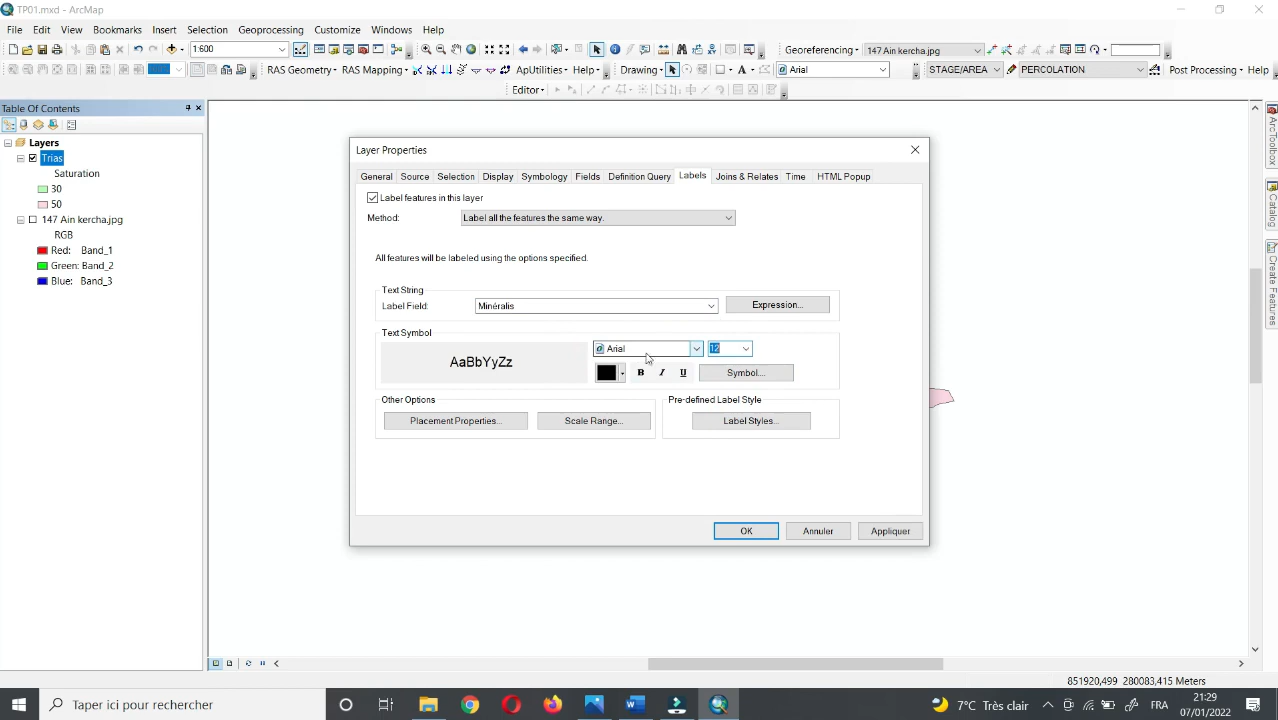 TP01.mxd - ArcMap
File Edit View Bookmarks Insert Selection Geoprocessing Customize Windows Help
1:600
Georeferencing 147 Ain kercha.jpg
RAS Geometry RAS Mapping ApUtilities Help Drawing Arial STAGE/AREA PERCOLATION Post Processing Help
Editor
Table Of Contents
Layers
Trias
Saturation
30
50
147 Ain kercha.jpg
RGB
Red: Band_1
Green: Band_2
Blue: Band_3
Layer Properties
General Source Selection Display Symbology Fields Definition Query Labels Joins & Relates Time HTML Popup
Label features in this layer
Method: Label all the features the same way.
All features will be labeled using the options specified.
Text String
Label Field: Minéralis Expression...
Text Symbol
AaBbYyZz
Arial 12
B I U Symbol...
Other Options
Placement Properties... Scale Range...
Pre-defined Label Style
Label Styles...
OK Annuler Appliquer
ArcToolbox
Catalog
Create Features
851920,499 280083,415 Meters
Taper ici pour rechercher
7°C Très clair
FRA
21:29
07/01/2022